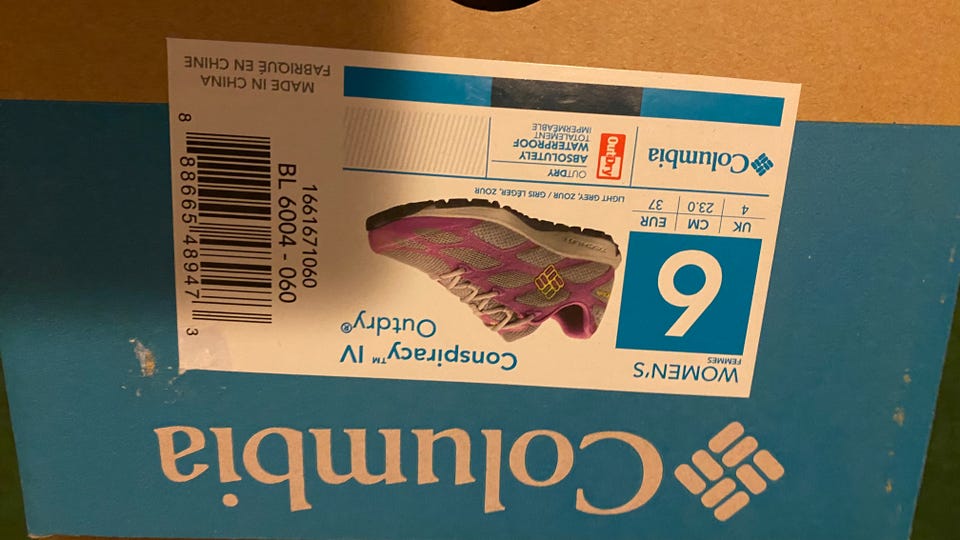 WOMEN'S
FEMMES
6
UK CM EUR
4 23.0 37
Conspiracy™ IV
Outdry®
LIGHT GREY, ZOUR / GRIS LÉGER, ZOUR
Columbia
OutDry
OUTDRY
ABSOLUTELY
WATERPROOF
TOTALEMENT
IMPERMÉABLE
1661671060
BL 6004 - 060
8 88665 48947 3
MADE IN CHINA
FABRIQUÉ EN CHINE
Columbia